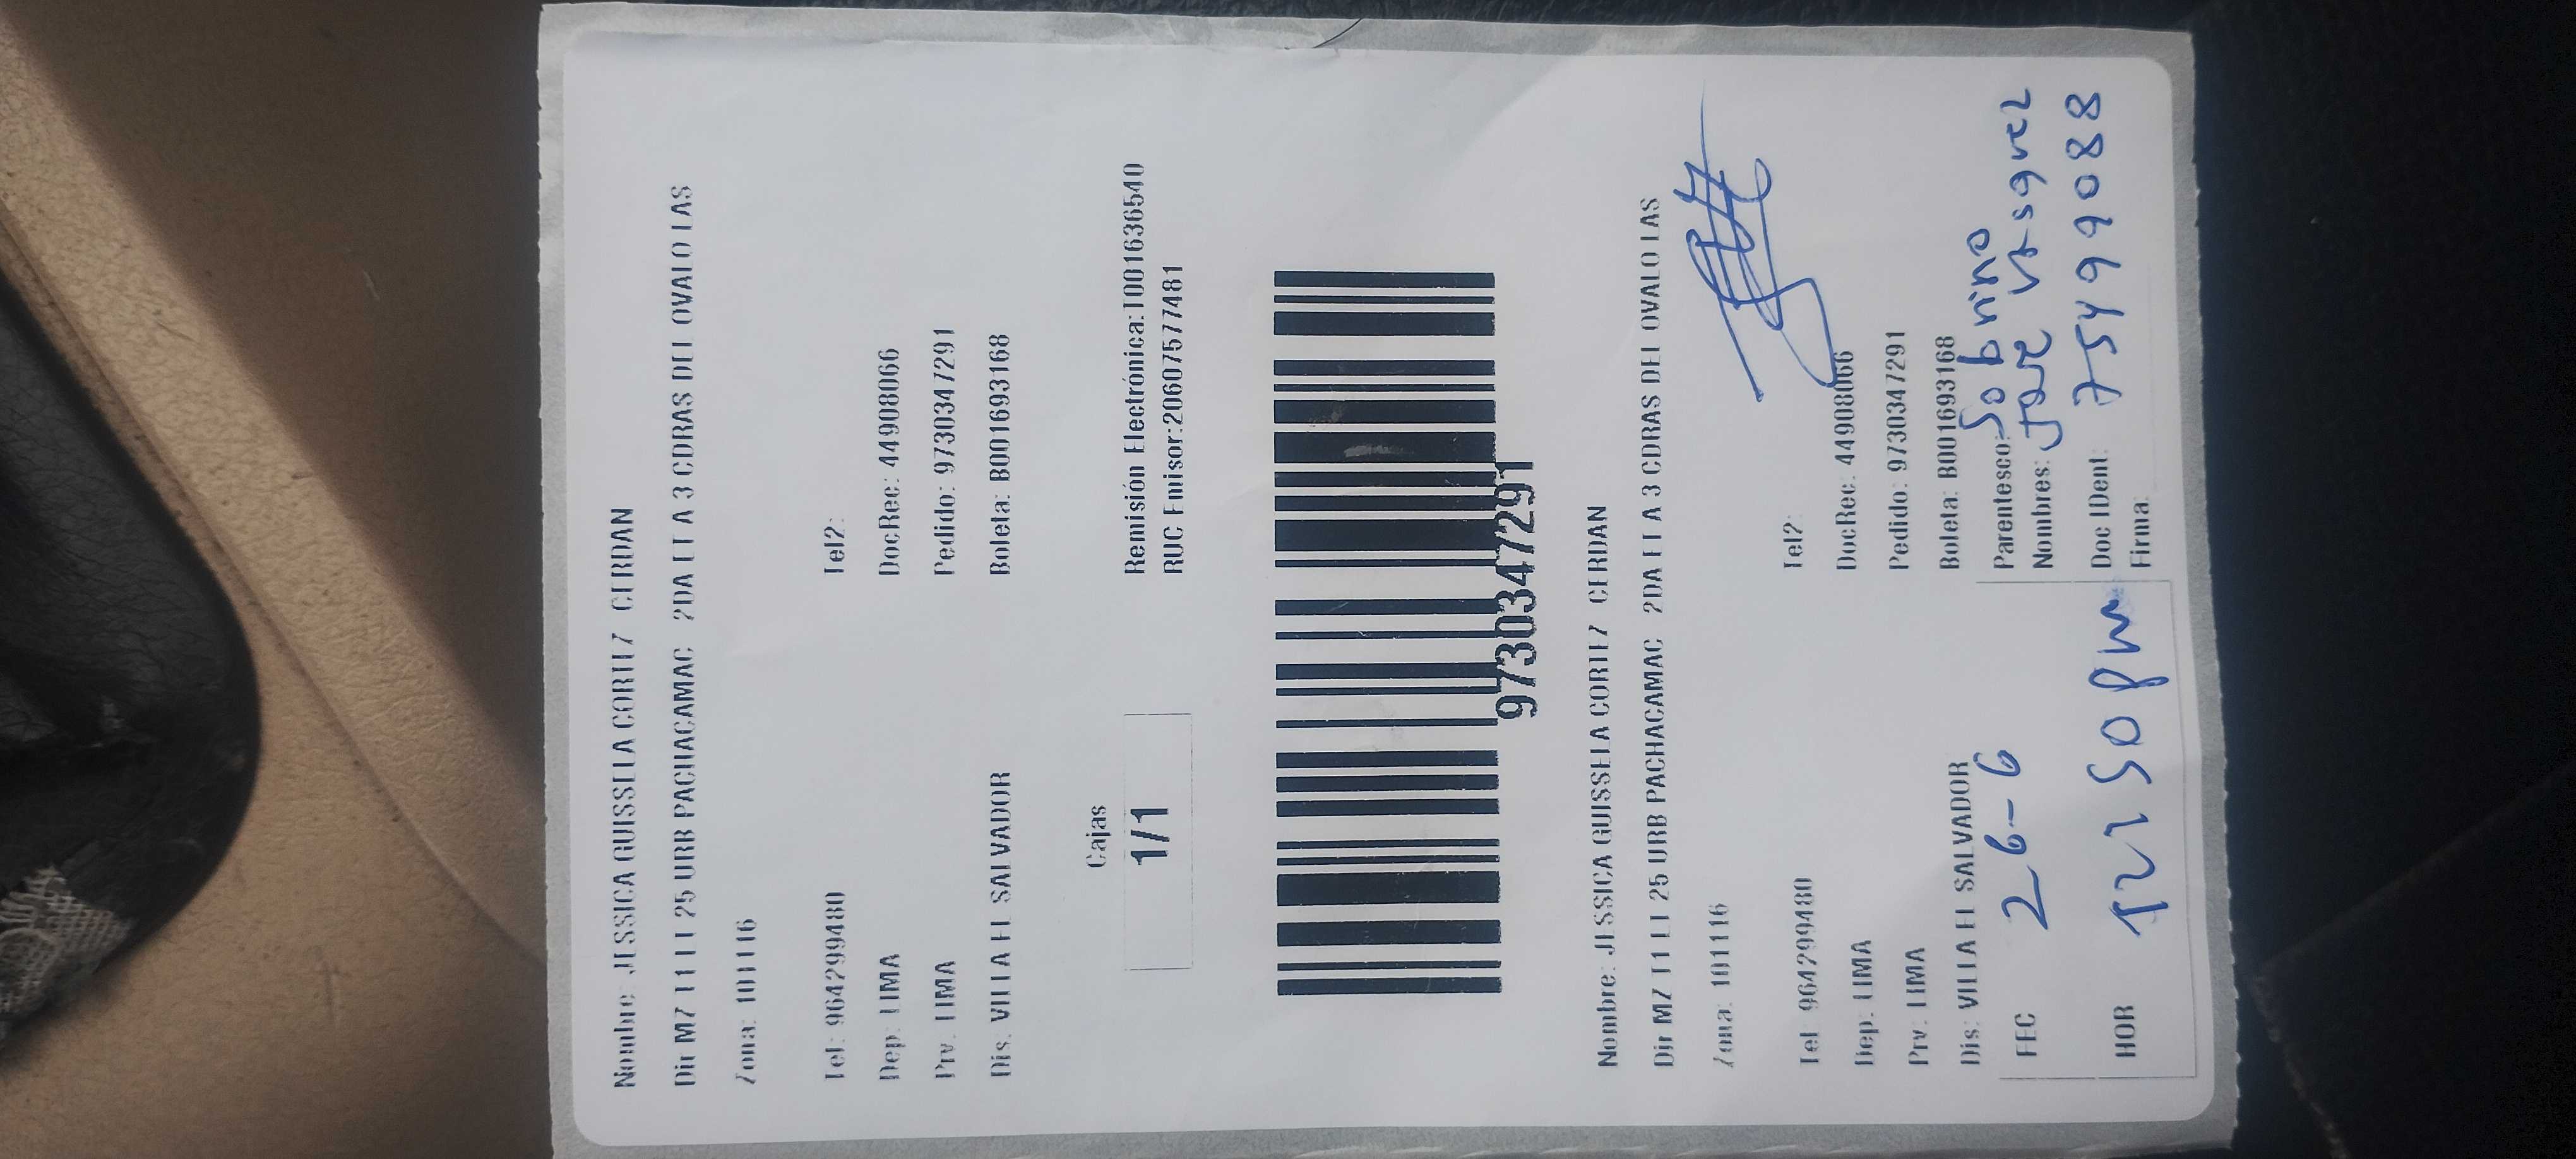 Nombre: JESSICA GUISSELA CORTEZ CERDAN
Dir MZ T1 LT 25 URB PACHACAMAC 2DA ET A 3 CDRAS DEL OVALO LAS
Zona: 101116
Tel: 964299480 Tel2:
Dep: LIMA DocRec: 44908066
Prv. LIMA Pedido: 9730347291
Dis. VILLA EL SALVADOR Boleta: B001693168
Cajas
1/1
Remisión Electrónica:T001636540
RUC Emisor:20607577481
9730347291
Nombre: JESSICA GUISSELA CORTEZ CERDAN
Dir MZ T1 LT 25 URB PACHACAMAC 2DA ET A 3 CDRAS DEL OVALO LAS
Zona: 101116
Tel 964299480 Tel2:
Dep: LIMA DocRec: 44908066
Prv. LIMA Pedido: 9730347291
Dis: VILLA EL SALVADOR Boleta: B001693168
FEC 26-6 Parentesco: Sobrino
Nombres: Jose Vasquez
HOR 12 50 pm Doc IDent: 75499088
Firma: